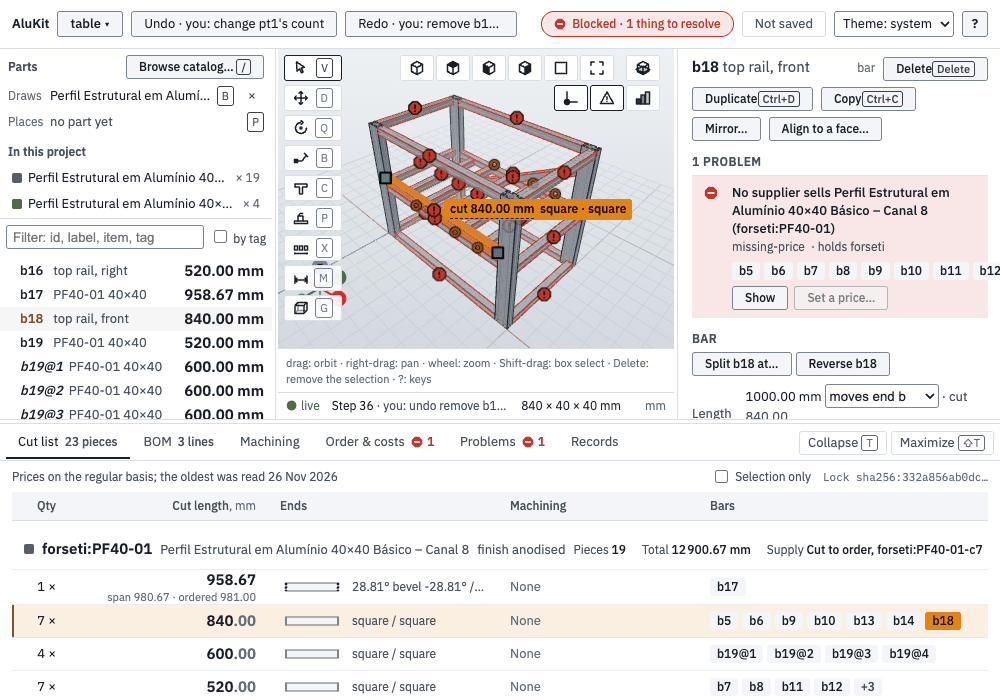 AluKit table ▾ Undo · you: change pt1's count Redo · you: remove b1... Blocked · 1 thing to resolve Not saved Theme: system ?
Parts Browse catalog... /
Draws Perfil Estrutural em Alumí... B ×
Places no part yet P
In this project
Perfil Estrutural em Alumínio 40... × 19
Perfil Estrutural em Alumínio 40×... × 4
Filter: id, label, item, tag by tag
b16 top rail, right 520.00 mm
b17 PF40-01 40×40 958.67 mm
b18 top rail, front 840.00 mm
b19 PF40-01 40×40 520.00 mm
b19@1 PF40-01 40×40 600.00 mm
b19@2 PF40-01 40×40 600.00 mm
b19@3 PF40-01 40×40 600.00 mm
V
D
Q
B
C
P
X
M
G
cut 840.00 mm square · square
drag: orbit · right-drag: pan · wheel: zoom · Shift-drag: box select · Delete:
remove the selection · ?: keys
live Step 36 · you: undo remove b1... 840 × 40 × 40 mm mm
b18 top rail, front bar Delete Delete
Duplicate Ctrl+D Copy Ctrl+C
Mirror... Align to a face...
1 PROBLEM
No supplier sells Perfil Estrutural em
Alumínio 40×40 Básico – Canal 8
(forseti:PF40-01)
missing-price · holds forseti
b5 b6 b7 b8 b9 b10 b11 b12
Show Set a price...
BAR
Split b18 at... Reverse b18
Length 1000.00 mm moves end b · cut
840.00
Cut list 23 pieces BOM 3 lines Machining Order & costs 1 Problems 1 Records Collapse T Maximize ⇧T
Prices on the regular basis; the oldest was read 26 Nov 2026 Selection only Lock sha256:332a856ab0dc…
Qty Cut length, mm Ends Machining Bars
forseti:PF40-01 Perfil Estrutural em Alumínio 40×40 Básico – Canal 8 finish anodised Pieces 19 Total 12 900.67 mm Supply Cut to order, forseti:PF40-01-c7
1 × 958.67 28.81° bevel -28.81° /... None b17
span 980.67 · ordered 981.00
7 × 840.00 square / square None b5 b6 b9 b10 b13 b14 b18
4 × 600.00 square / square None b19@1 b19@2 b19@3 b19@4
7 × 520.00 square / square None b7 b8 b11 b12 +3